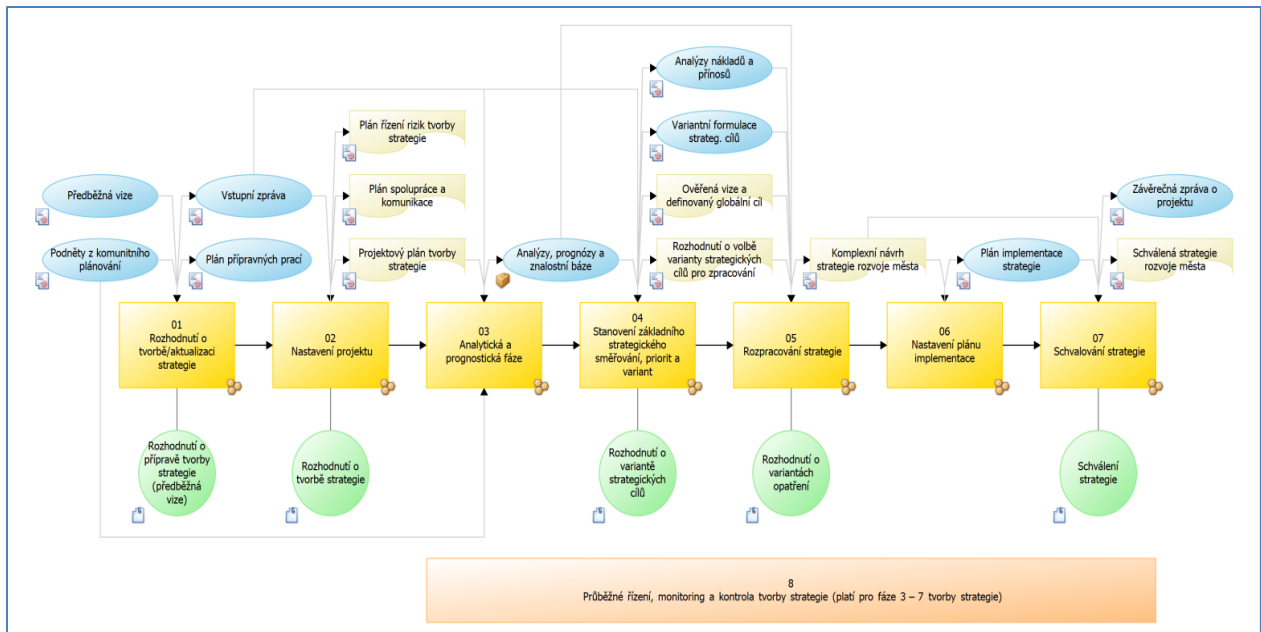 Analýzy nákladů a
přínosů
Plán řízení rizik tvorby
strategie
Variantní formulace
strateg. cílů
Předběžná vize
Vstupní zpráva
Plán spolupráce a
komunikace
Ověřená vize a
definovaný globální cíl
Závěrečná zpráva o
projektu
Podněty z komunitního
plánování
Plán přípravných prací
Projektový plán tvorby
strategie
Analýzy, prognózy a
znalostní báze
Rozhodnutí o volbě
varianty strategických
cílů pro zpracování
Komplexní návrh
strategie rozvoje města
Plán implementace
strategie
Schválená strategie
rozvoje města
01
Rozhodnutí o
tvorbě/aktualizaci
strategie
02
Nastavení projektu
03
Analytická a
prognostická fáze
04
Stanovení základního
strategického
směřování, priorit a
variant
05
Rozpracování strategie
06
Nastavení plánu
implementace
07
Schvalování strategie
Rozhodnutí o
přípravě tvorby
strategie
(předběžná
vize)
Rozhodnutí o
tvorbě strategie
Rozhodnutí o
variantě
strategických
cílů
Rozhodnutí o
variantách
opatření
Schválení
strategie
8
Průběžné řízení, monitoring a kontrola tvorby strategie (platí pro fáze 3 – 7 tvorby strategie)